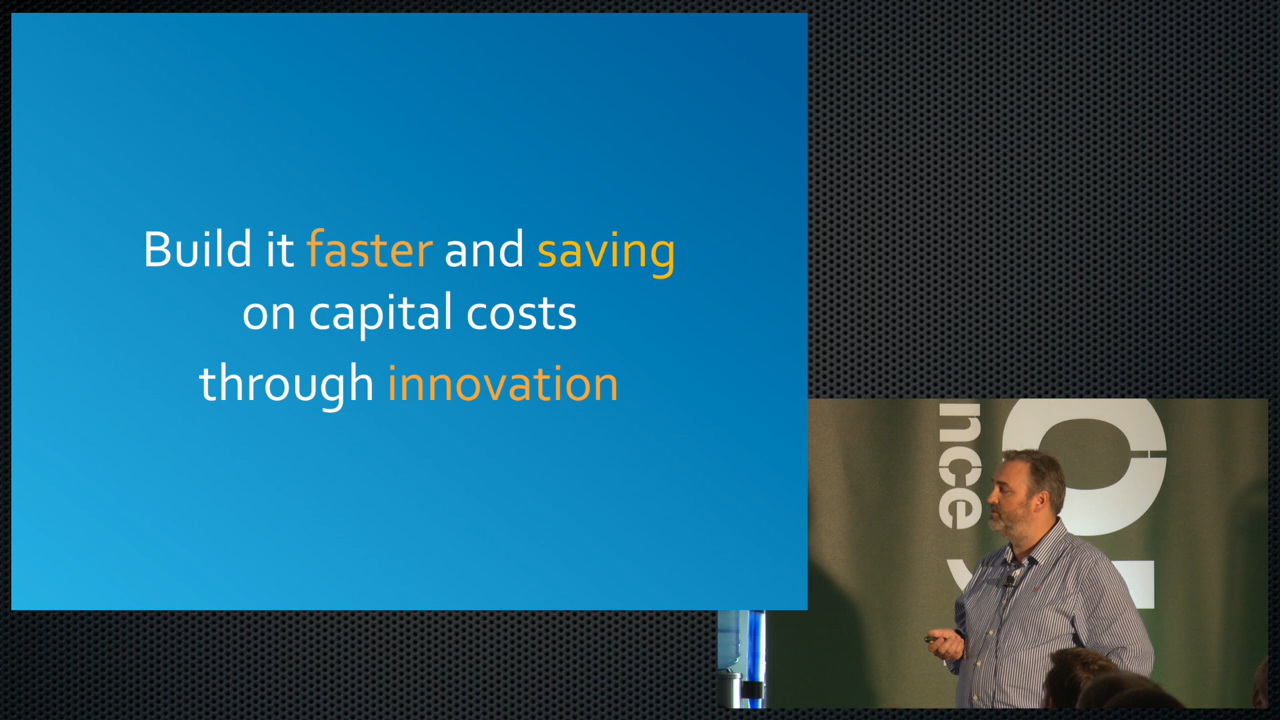 Build it faster and saving
on capital costs
through innovation
nce